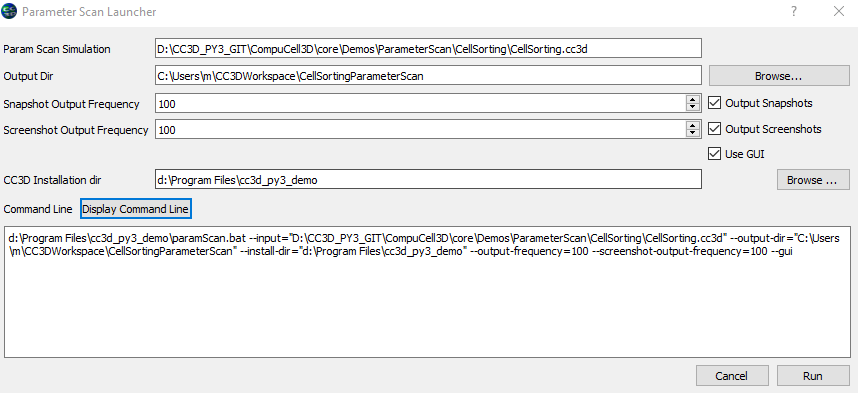 Parameter Scan Launcher ? ×
Param Scan Simulation D:\CC3D_PY3_GIT\CompuCell3D\core\Demos\ParameterScan\CellSorting\CellSorting.cc3d
Output Dir C:\Users\m\CC3DWorkspace\CellSortingParameterScan Browse...
Snapshot Output Frequency 100 Output Snapshots
Screenshot Output Frequency 100 Output Screenshots
Use GUI
CC3D Installation dir d:\Program Files\cc3d_py3_demo Browse ...
Command Line Display Command Line
d:\Program Files\cc3d_py3_demo\paramScan.bat --input="D:\CC3D_PY3_GIT\CompuCell3D\core\Demos\ParameterScan\CellSorting\CellSorting.cc3d" --output-dir="C:\Users
\m\CC3DWorkspace\CellSortingParameterScan" --install-dir="d:\Program Files\cc3d_py3_demo" --output-frequency=100 --screenshot-output-frequency=100 --gui
Cancel Run